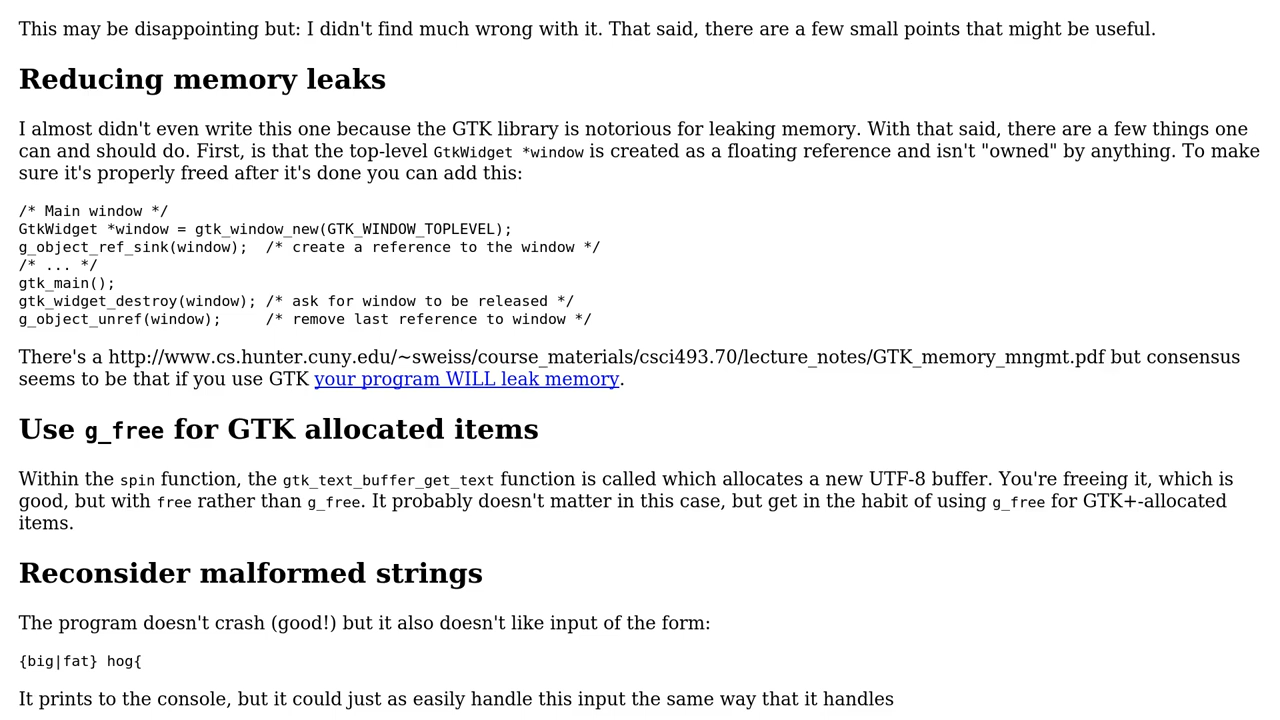 This may be disappointing but: I didn't find much wrong with it. That said, there are a few small points that might be useful.
Reducing memory leaks
I almost didn't even write this one because the GTK library is notorious for leaking memory. With that said, there are a few things one
can and should do. First, is that the top-level GtkWidget *window is created as a floating reference and isn't "owned" by anything. To make
sure it's properly freed after it's done you can add this:
/* Main window */
GtkWidget *window = gtk_window_new(GTK_WINDOW_TOPLEVEL);
g_object_ref_sink(window);  /* create a reference to the window */
/* ... */
gtk_main();
gtk_widget_destroy(window); /* ask for window to be released */
g_object_unref(window);     /* remove last reference to window */
There's a http://www.cs.hunter.cuny.edu/~sweiss/course_materials/csci493.70/lecture_notes/GTK_memory_mngmt.pdf but consensus
seems to be that if you use GTK your program WILL leak memory.
Use g_free for GTK allocated items
Within the spin function, the gtk_text_buffer_get_text function is called which allocates a new UTF-8 buffer. You're freeing it, which is
good, but with free rather than g_free. It probably doesn't matter in this case, but get in the habit of using g_free for GTK+-allocated
items.
Reconsider malformed strings
The program doesn't crash (good!) but it also doesn't like input of the form:
{big|fat} hog{
It prints to the console, but it could just as easily handle this input the same way that it handles